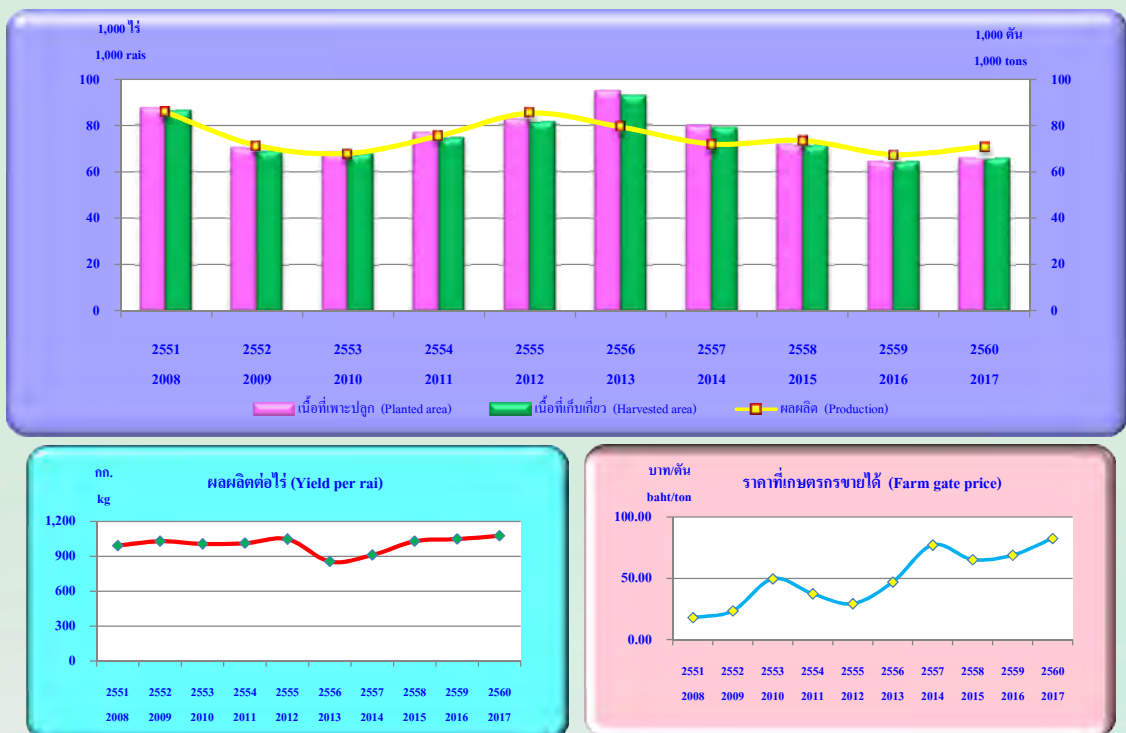 1,000 ไร่
1,000 rais
1,000 ตัน
1,000 tons
100 100
80 80
60 60
40 40
20 20
0 0
2551 2552 2553 2554 2555 2556 2557 2558 2559 2560
2008 2009 2010 2011 2012 2013 2014 2015 2016 2017
เนื้อที่เพาะปลูก (Planted area) เนื้อที่เก็บเกี่ยว (Harvested area) ผลผลิต (Production)
กก.
kg
ผลผลิตต่อไร่ (Yield per rai)
1,200
900
600
300
0
2551 2552 2553 2554 2555 2556 2557 2558 2559 2560
2008 2009 2010 2011 2012 2013 2014 2015 2016 2017
บาท/ตัน
baht/ton
ราคาที่เกษตรกรขายได้ (Farm gate price)
100.00
50.00
0.00
2551 2552 2553 2554 2555 2556 2557 2558 2559 2560
2008 2009 2010 2011 2012 2013 2014 2015 2016 2017